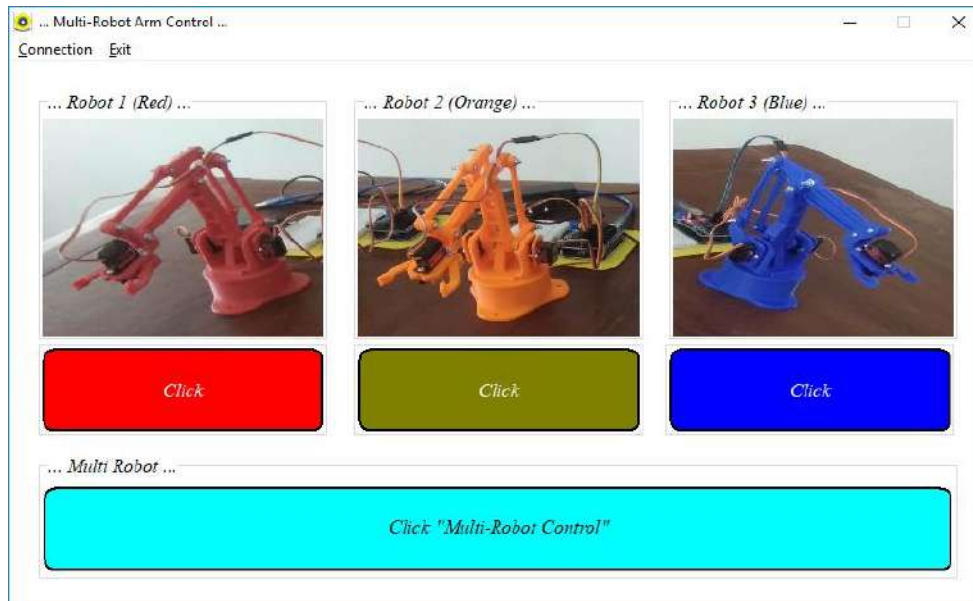 ... Multi-Robot Arm Control ...
Connection Exit
... Robot 1 (Red) ...
... Robot 2 (Orange) ...
... Robot 3 (Blue) ...
Click
Click
Click
... Multi Robot ...
Click "Multi-Robot Control"